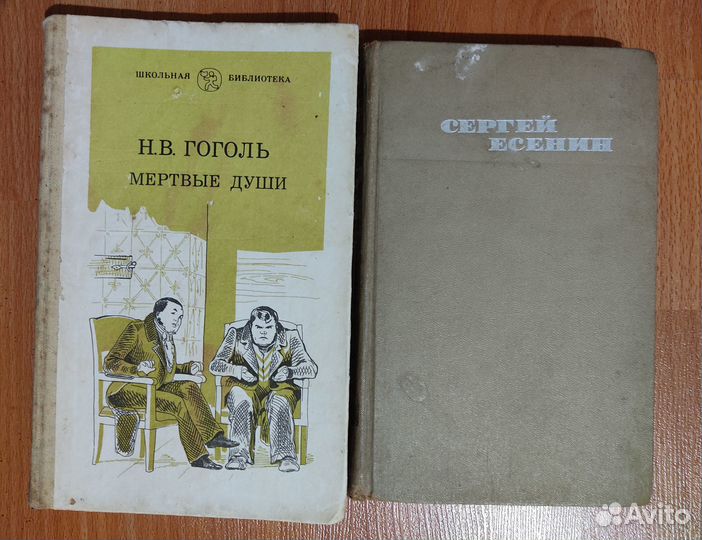 ШКОЛЬНАЯ БИБЛИОТЕКА
Н.В. ГОГОЛЬ
МЕРТВЫЕ ДУШИ
СЕРГЕЙ
ЕСЕНИН
Avito